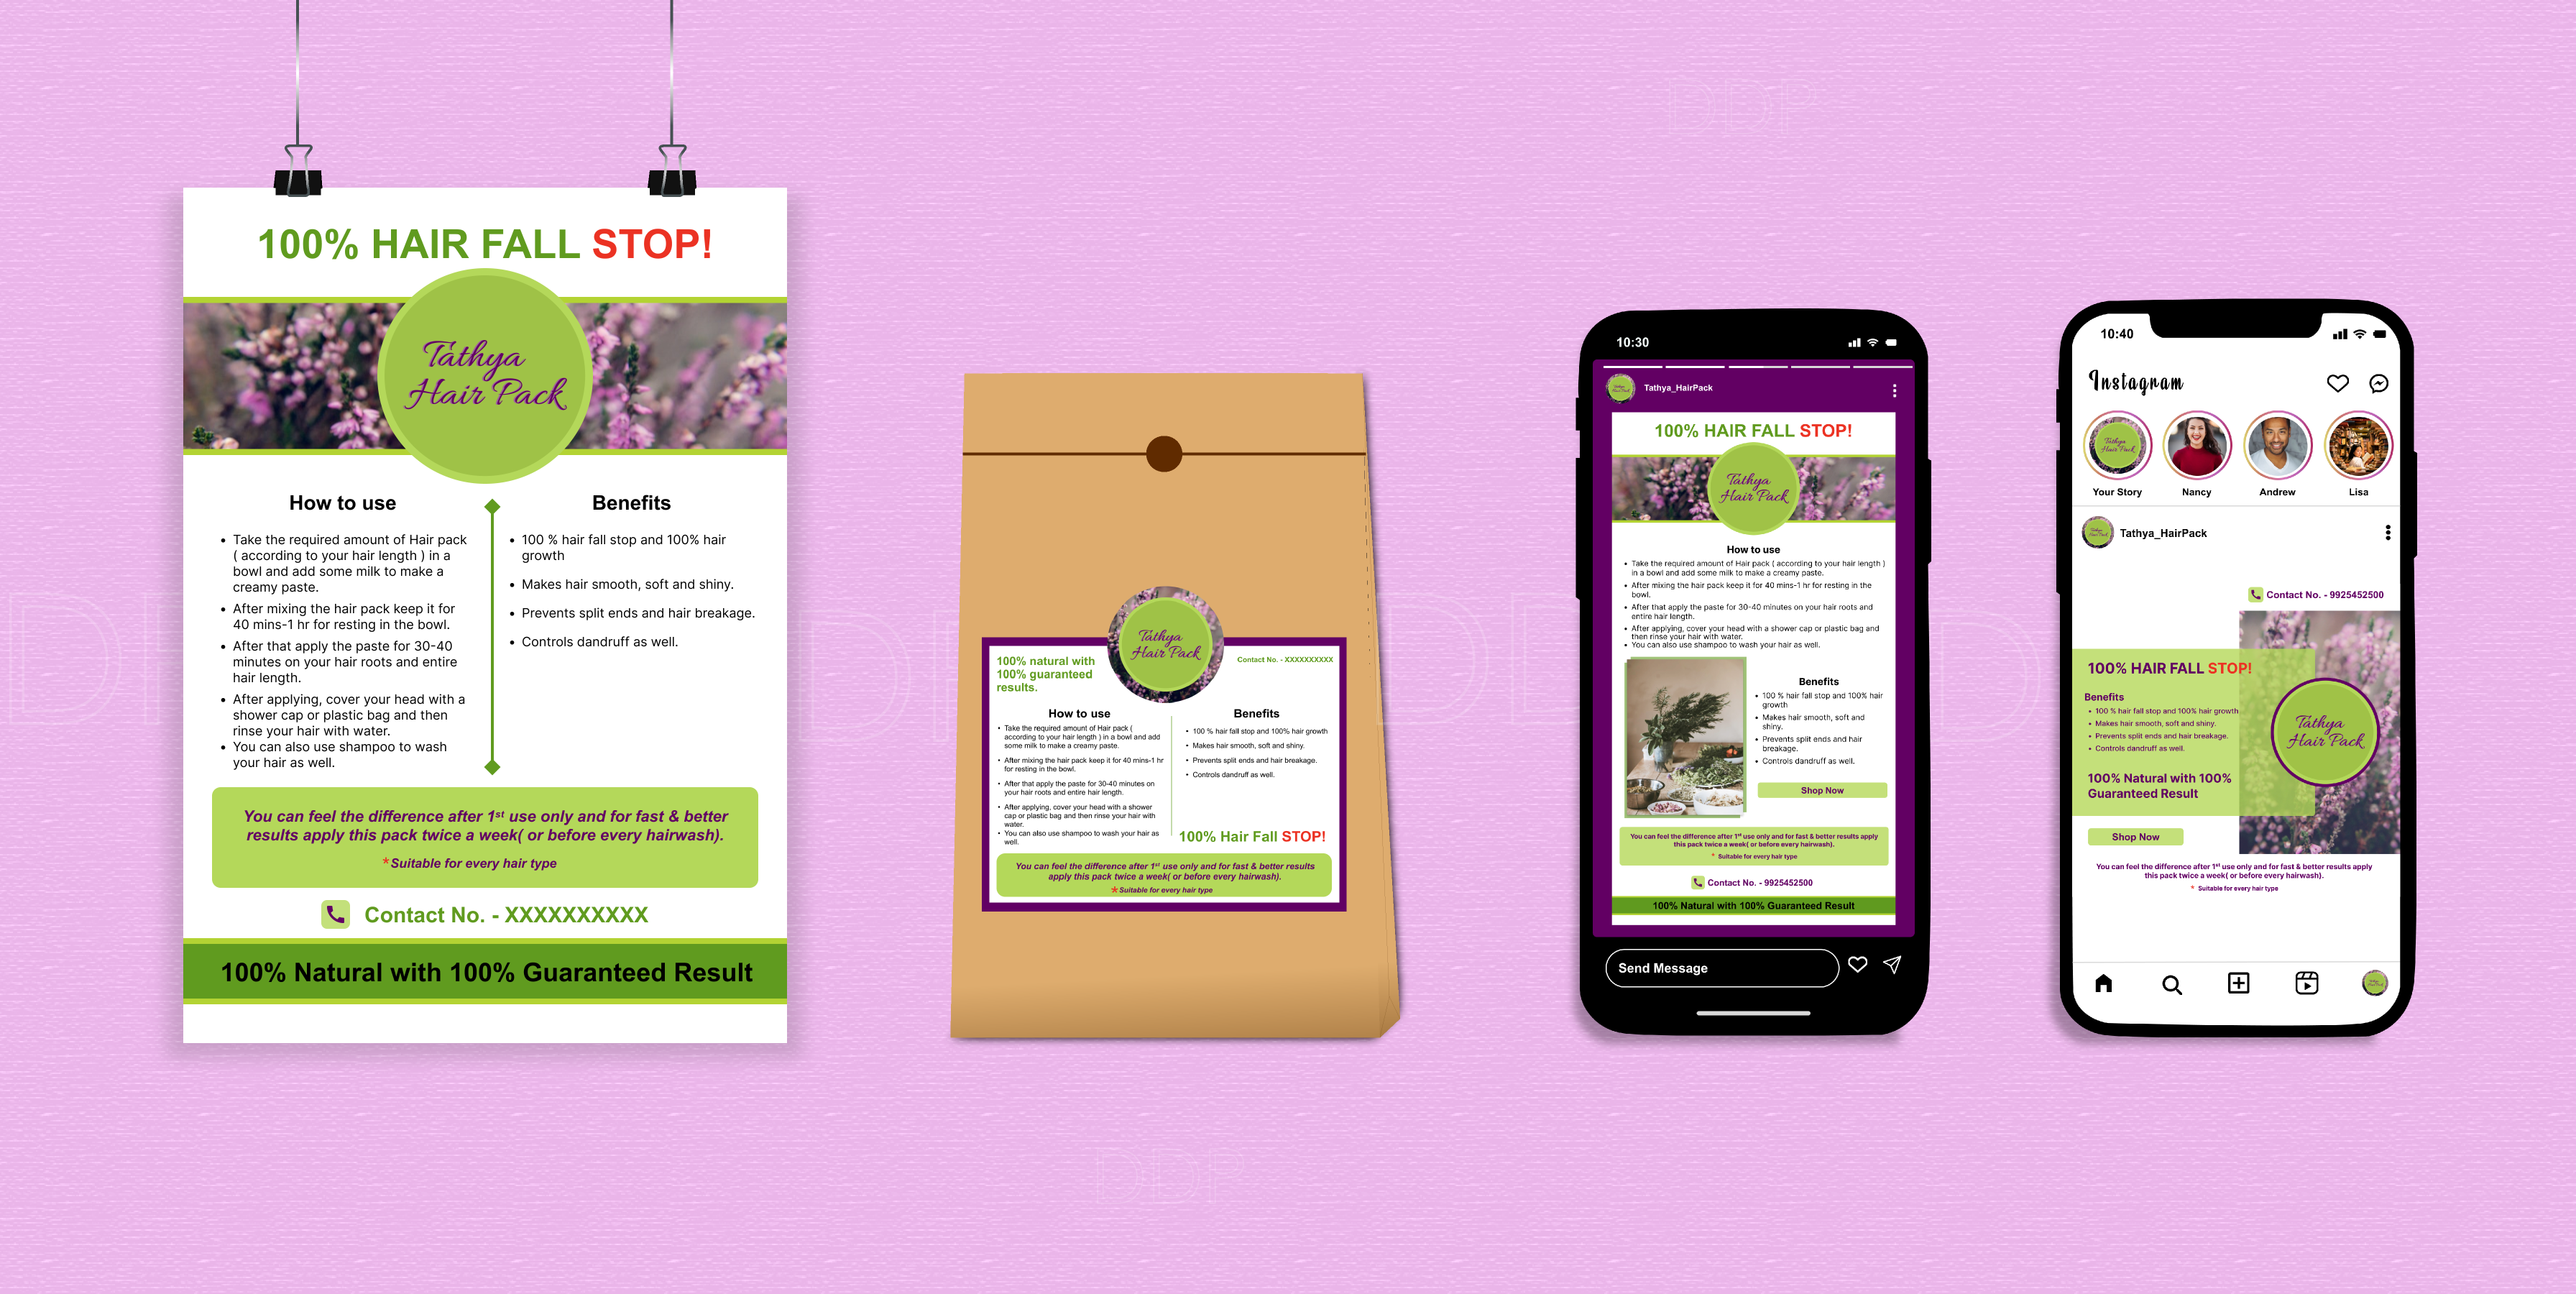 100% HAIR FALL STOP!
Tathya
Hair Pack
How to use
• Take the required amount of Hair pack
( according to your hair length ) in a
bowl and add some milk to make a
creamy paste.
• After mixing the hair pack keep it for
40 mins-1 hr for resting in the bowl.
• After that apply the paste for 30-40
minutes on your hair roots and entire
hair length.
• After applying, cover your head with a
shower cap or plastic bag and then
rinse your hair with water.
• You can also use shampoo to wash
your hair as well.
Benefits
• 100 % hair fall stop and 100% hair
growth
• Makes hair smooth, soft and shiny.
• Prevents split ends and hair breakage.
• Controls dandruff as well.
You can feel the difference after 1st use only and for fast & better
results apply this pack twice a week( or before every hairwash).
*Suitable for every hair type
Contact No. - XXXXXXXXXX
100% Natural with 100% Guaranteed Result
100% natural with
100% guaranteed
results.
Tathya
Hair Pack
Contact No. - XXXXXXXXXX
How to use
• Take the required amount of Hair pack (
according to your hair length ) in a bowl and add
some milk to make a creamy paste.
• After mixing the hair pack keep it for 40 mins-1 hr
for resting in the bowl.
• After that apply the paste for 30-40 minutes on
your hair roots and entire hair length.
• After applying, cover your head with a shower
cap or plastic bag and then rinse your hair with
water.
• You can also use shampoo to wash your hair as
well.
Benefits
• 100 % hair fall stop and 100% hair growth
• Makes hair smooth, soft and shiny.
• Prevents split ends and hair breakage.
• Controls dandruff as well.
100% Hair Fall STOP!
You can feel the difference after 1st use only and for fast & better results
apply this pack twice a week( or before every hairwash).
*Suitable for every hair type
10:30
Tathya_HairPack
100% HAIR FALL STOP!
Tathya
Hair Pack
How to use
• Take the required amount of Hair pack ( according to your hair length )
in a bowl and add some milk to make a creamy paste.
• After mixing the hair pack keep it for 40 mins-1 hr for resting in the
bowl.
• After that apply the paste for 30-40 minutes on your hair roots and
entire hair length.
• After applying, cover your head with a shower cap or plastic bag and
then rinse your hair with water.
• You can also use shampoo to wash your hair as well.
Benefits
• 100 % hair fall stop and 100% hair
growth
• Makes hair smooth, soft and
shiny.
• Prevents split ends and hair
breakage.
• Controls dandruff as well.
Shop Now
You can feel the difference after 1st use only and for fast & better results apply
this pack twice a week( or before every hairwash).
* Suitable for every hair type
Contact No. - 9925452500
100% Natural with 100% Guaranteed Result
Send Message
10:40
Instagram
Tathya
Hair Pack
Your Story
Nancy
Andrew
Lisa
Tathya_HairPack
Contact No. - 9925452500
100% HAIR FALL STOP!
Benefits
• 100 % hair fall stop and 100% hair growth
• Makes hair smooth, soft and shiny.
• Prevents split ends and hair breakage.
• Controls dandruff as well.
Tathya
Hair Pack
100% Natural with 100%
Guaranteed Result
Shop Now
You can feel the difference after 1st use only and for fast & better results apply
this pack twice a week( or before every hairwash).
* Suitable for every hair type
DDP
DDP